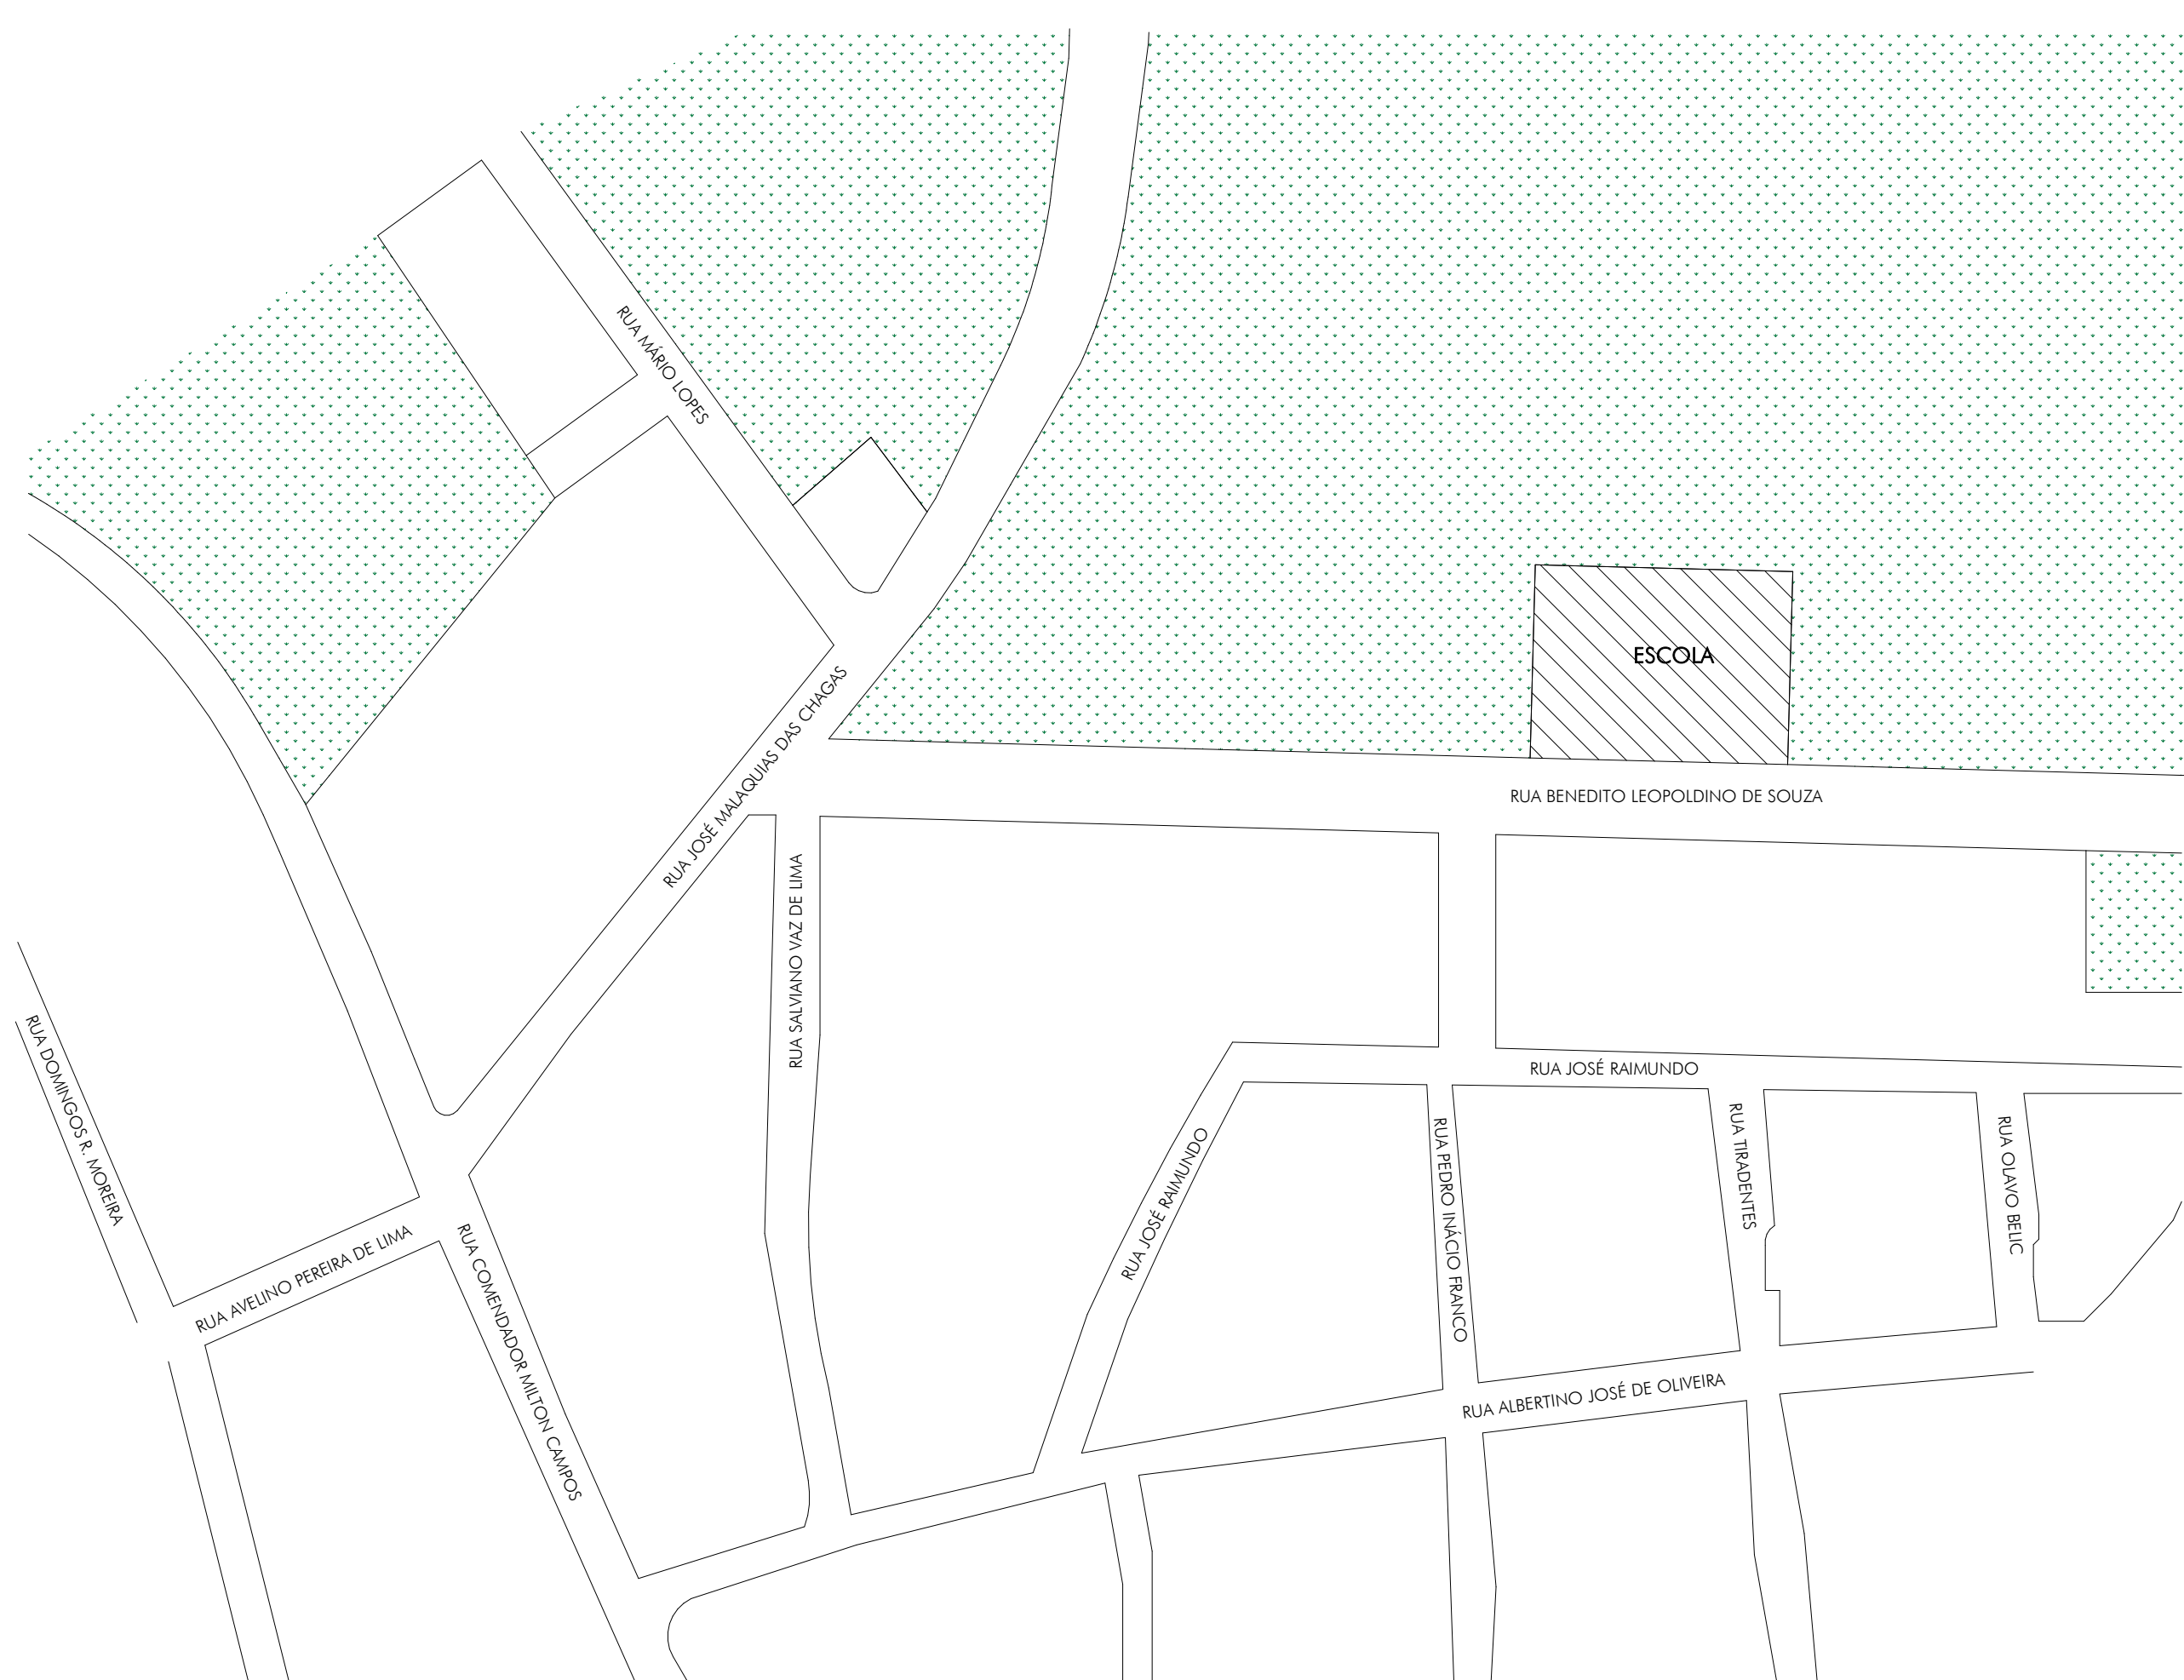 RUA MÁRIO LOPES
ESCOLA
RUA JOSÉ MALAQUIAS DAS CHAGAS
RUA BENEDITO LEOPOLDINO DE SOUZA
RUA SALVIANO VAZ DE LIMA
RUA DOMINGOS R. MOREIRA
RUA JOSÉ RAIMUNDO
RUA JOSÉ RAIMUNDO
RUA PEDRO INÁCIO FRANCO
RUA TIRADENTES
RUA OLAVO BELIC
RUA AVELINO PEREIRA DE LIMA
RUA COMENDADOR MILTON CAMPOS
RUA ALBERTINO JOSÉ DE OLIVEIRA